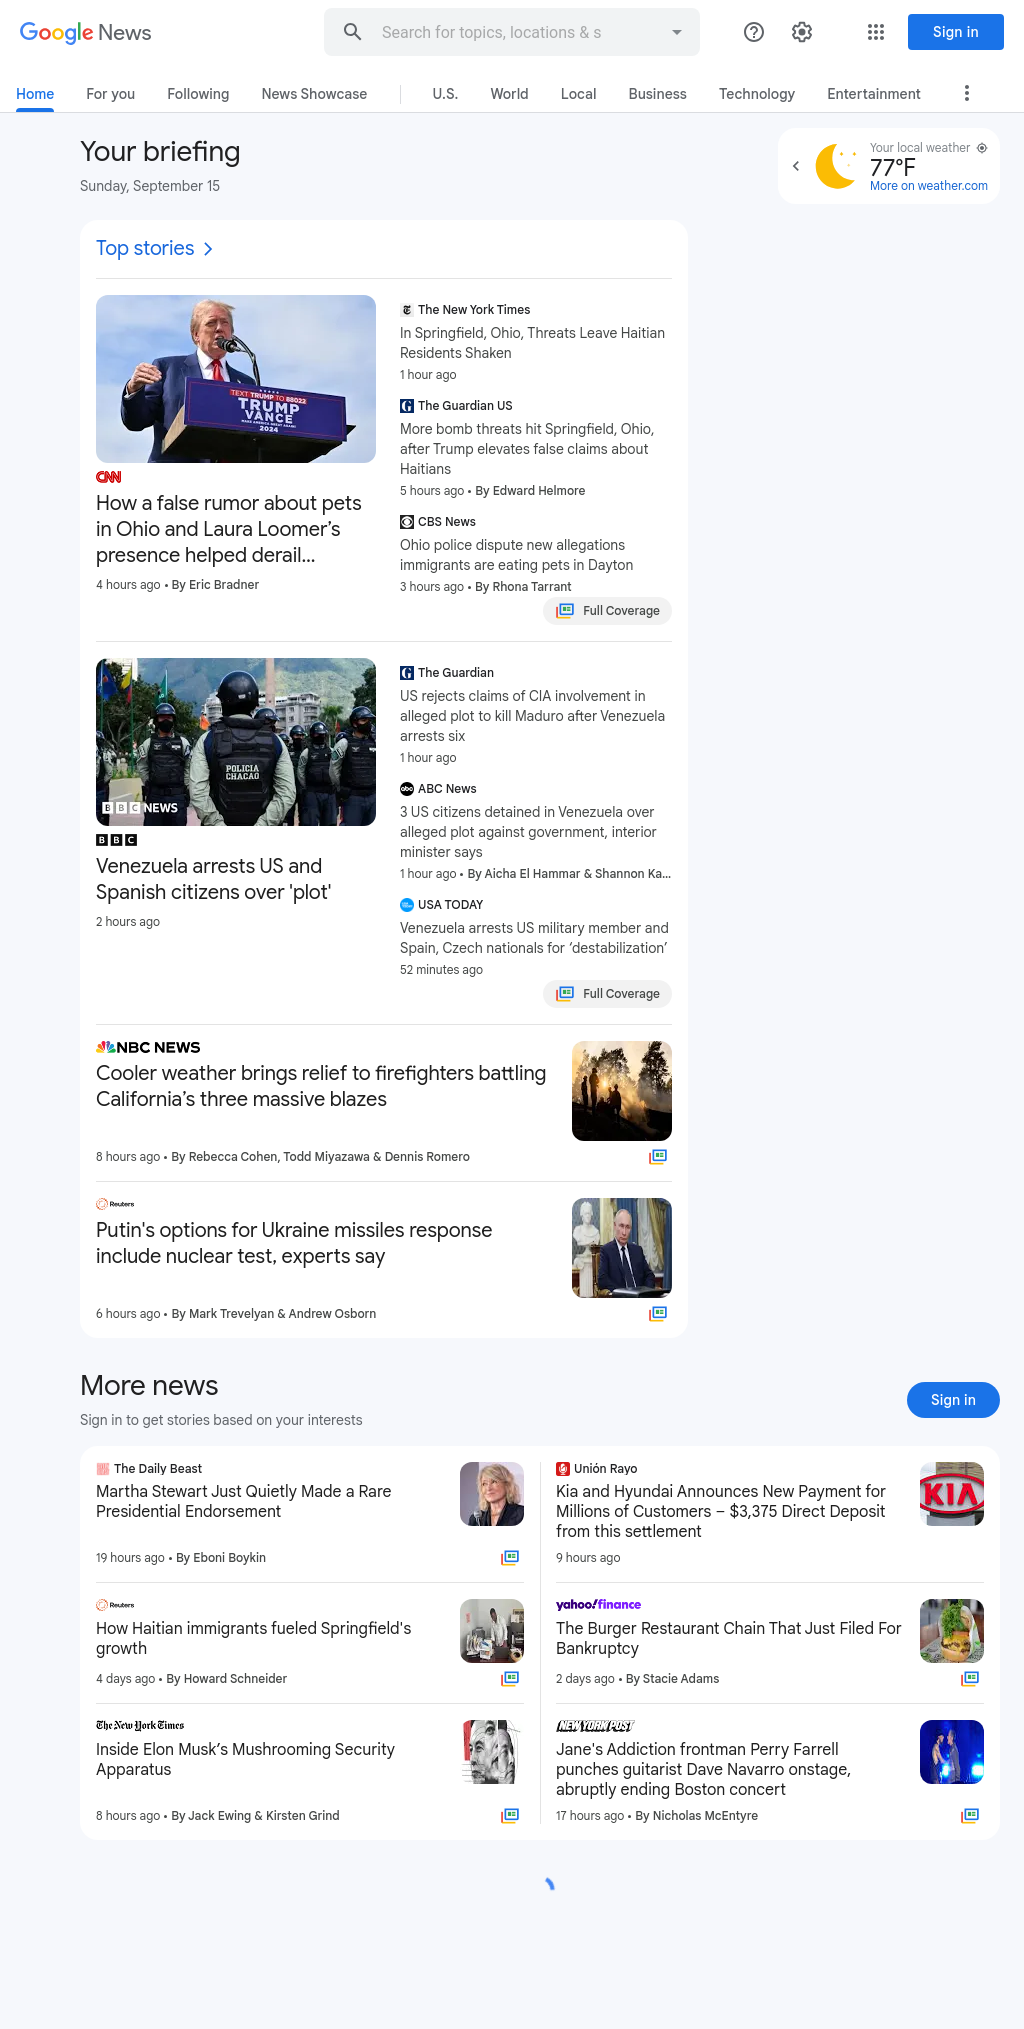 Google News
Search for topics, locations & s
Sign in
Home
For you
Following
News Showcase
U.S.
World
Local
Business
Technology
Entertainment
Your briefing
Sunday, September 15
Your local weather
77°F
More on weather.com
Top stories
TEXT TRUMP TO 88022
TRUMP
VANCE
MAKE AMERICA GREAT AGAIN!
2024
CNN
How a false rumor about pets
in Ohio and Laura Loomer’s
presence helped derail...
4 hours ago • By Eric Bradner
The New York Times
In Springfield, Ohio, Threats Leave Haitian
Residents Shaken
1 hour ago
The Guardian US
More bomb threats hit Springfield, Ohio,
after Trump elevates false claims about
Haitians
5 hours ago • By Edward Helmore
CBS News
Ohio police dispute new allegations
immigrants are eating pets in Dayton
3 hours ago • By Rhona Tarrant
Full Coverage
POLICIA
CHACAO
BBC NEWS
BBC
Venezuela arrests US and
Spanish citizens over 'plot'
2 hours ago
The Guardian
US rejects claims of CIA involvement in
alleged plot to kill Maduro after Venezuela
arrests six
1 hour ago
abc
ABC News
3 US citizens detained in Venezuela over
alleged plot against government, interior
minister says
1 hour ago • By Aicha El Hammar & Shannon Ka...
USA TODAY
Venezuela arrests US military member and
Spain, Czech nationals for ‘destabilization’
52 minutes ago
Full Coverage
NBC NEWS
Cooler weather brings relief to firefighters battling
California’s three massive blazes
8 hours ago • By Rebecca Cohen, Todd Miyazawa & Dennis Romero
Reuters
Putin's options for Ukraine missiles response
include nuclear test, experts say
6 hours ago • By Mark Trevelyan & Andrew Osborn
More news
Sign in to get stories based on your interests
Sign in
The Daily Beast
Martha Stewart Just Quietly Made a Rare
Presidential Endorsement
19 hours ago • By Eboni Boykin
Unión Rayo
Kia and Hyundai Announces New Payment for
Millions of Customers – $3,375 Direct Deposit
from this settlement
9 hours ago
KIA
Reuters
How Haitian immigrants fueled Springfield's
growth
4 days ago • By Howard Schneider
yahoo!finance
The Burger Restaurant Chain That Just Filed For
Bankruptcy
2 days ago • By Stacie Adams
The New York Times
Inside Elon Musk’s Mushrooming Security
Apparatus
8 hours ago • By Jack Ewing & Kirsten Grind
NEW YORK POST
Jane's Addiction frontman Perry Farrell
punches guitarist Dave Navarro onstage,
abruptly ending Boston concert
17 hours ago • By Nicholas McEntyre